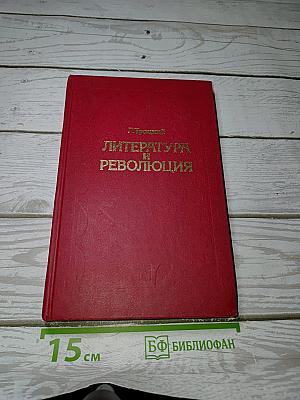 Л. Троцкий
ЛИТЕРАТУРА
и
РЕВОЛЮЦИЯ
15 см
БФ БИБЛИОФАН